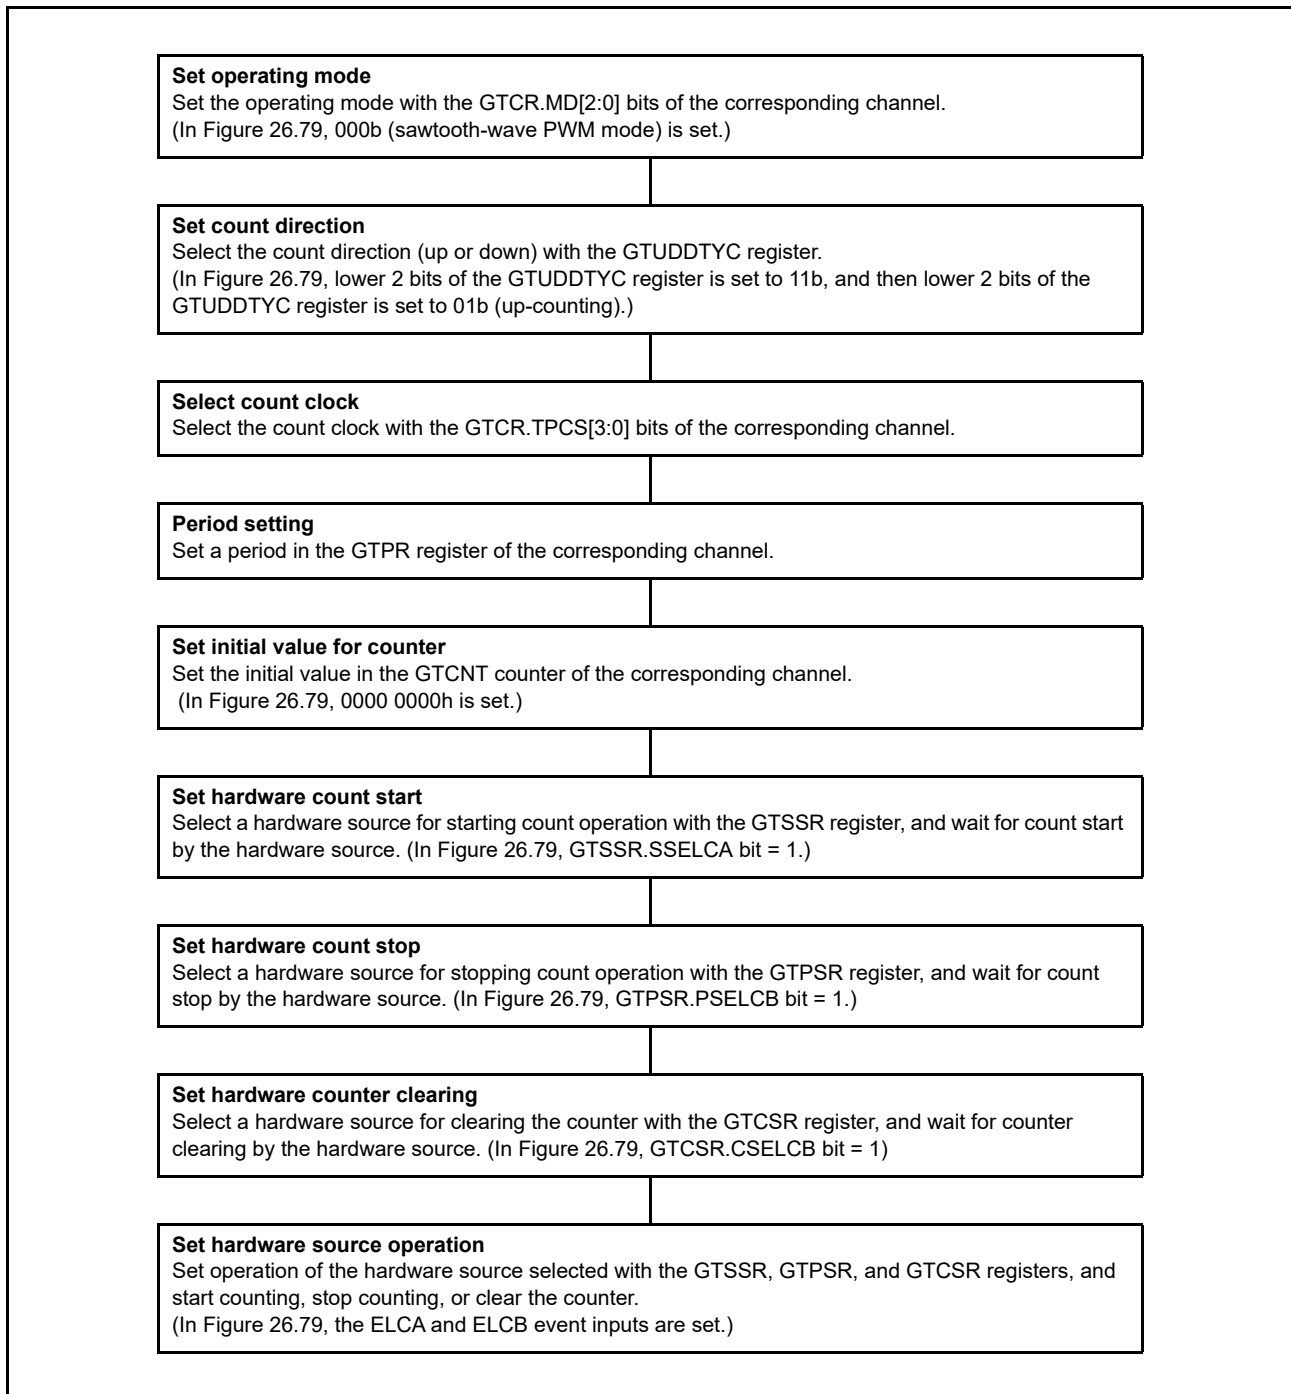 Set operating mode
Set the operating mode with the GTCR.MD[2:0] bits of the corresponding channel.
(In Figure 26.79, 000b (sawtooth-wave PWM mode) is set.)
Set count direction
Select the count direction (up or down) with the GTUDDTYC register.
(In Figure 26.79, lower 2 bits of the GTUDDTYC register is set to 11b, and then lower 2 bits of the
GTUDDTYC register is set to 01b (up-counting).)
Select count clock
Select the count clock with the GTCR.TPCS[3:0] bits of the corresponding channel.
Period setting
Set a period in the GTPR register of the corresponding channel.
Set initial value for counter
Set the initial value in the GTCNT counter of the corresponding channel.
(In Figure 26.79, 0000 0000h is set.)
Set hardware count start
Select a hardware source for starting count operation with the GTSSR register, and wait for count start
by the hardware source. (In Figure 26.79, GTSSR.SSELCA bit = 1.)
Set hardware count stop
Select a hardware source for stopping count operation with the GTPSR register, and wait for count
stop by the hardware source. (In Figure 26.79, GTPSR.PSELCB bit = 1.)
Set hardware counter clearing
Select a hardware source for clearing the counter with the GTCSR register, and wait for counter
clearing by the hardware source. (In Figure 26.79, GTCSR.CSELCB bit = 1)
Set hardware source operation
Set operation of the hardware source selected with the GTSSR, GTPSR, and GTCSR registers, and
start counting, stop counting, or clear the counter.
(In Figure 26.79, the ELCA and ELCB event inputs are set.)